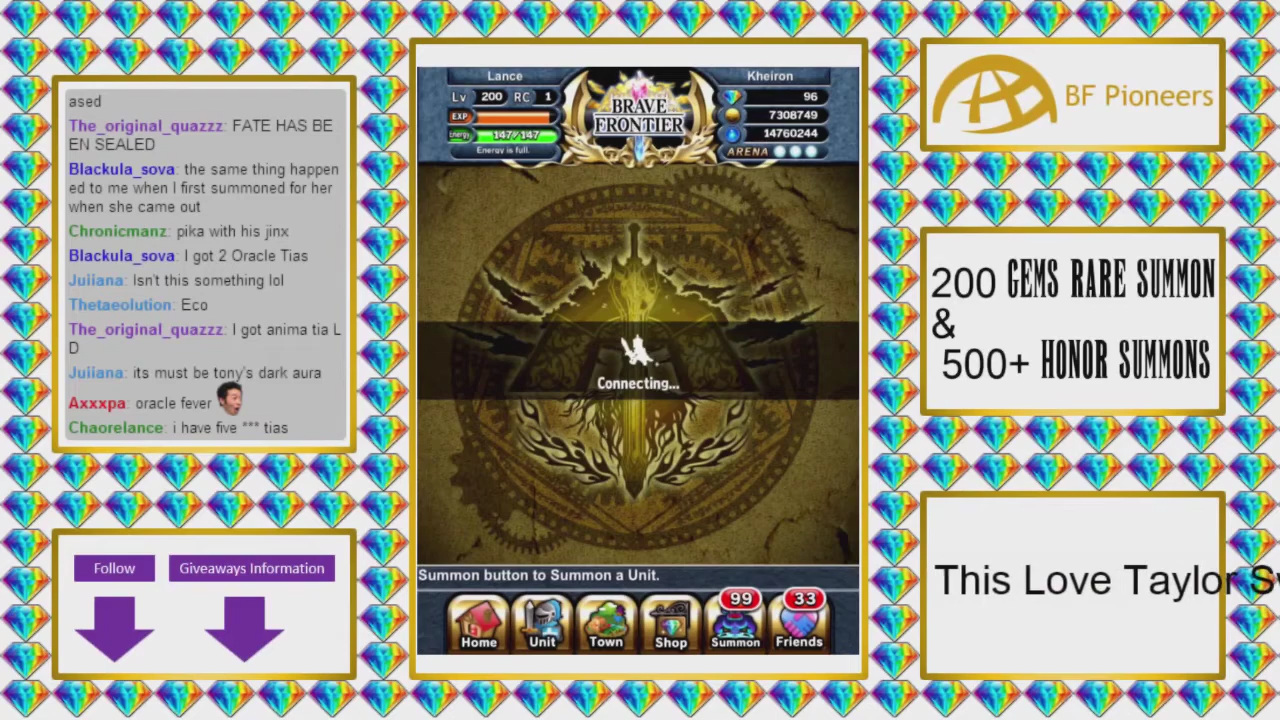 ased
The_original_quazzz: FATE HAS BE
EN SEALED
Blackula_sova: the same thing happen
ed to me when I first summoned for her
when she came out
Chronicmanz: pika with his jinx
Blackula_sova: I got 2 Oracle Tias
Juiiana: Isn't this something lol
Thetaeolution: Eco
The_original_quazzz: I got anima tia L
D
Juiiana: its must be tony's dark aura
Axxxpa: oracle fever
Chaorelance: i have five *** tias
Follow
Giveaways Information
Lance
Kheiron
Lv 200 RC 1
EXP
Energy 147/147
Energy is full.
BRAVE
FRONTIER
96
7308749
14760244
ARENA
Connecting...
Summon button to Summon a Unit.
99
33
Home
Unit
Town
Shop
Summon
Friends
BF Pioneers
200 GEMS RARE SUMMON
&
500+ HONOR SUMMONS
This Love Taylor Sw